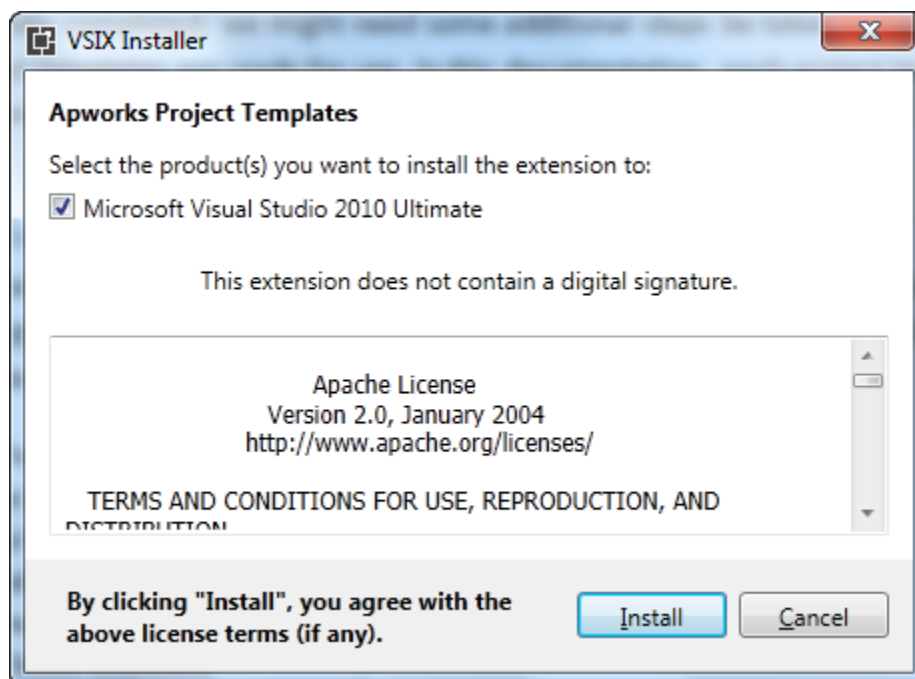 VSIX Installer
Apworks Project Templates
Select the product(s) you want to install the extension to:
Microsoft Visual Studio 2010 Ultimate
This extension does not contain a digital signature.
Apache License
Version 2.0, January 2004
http://www.apache.org/licenses/
TERMS AND CONDITIONS FOR USE, REPRODUCTION, AND
DISTRIBUTION
By clicking "Install", you agree with the
above license terms (if any).
Install
Cancel